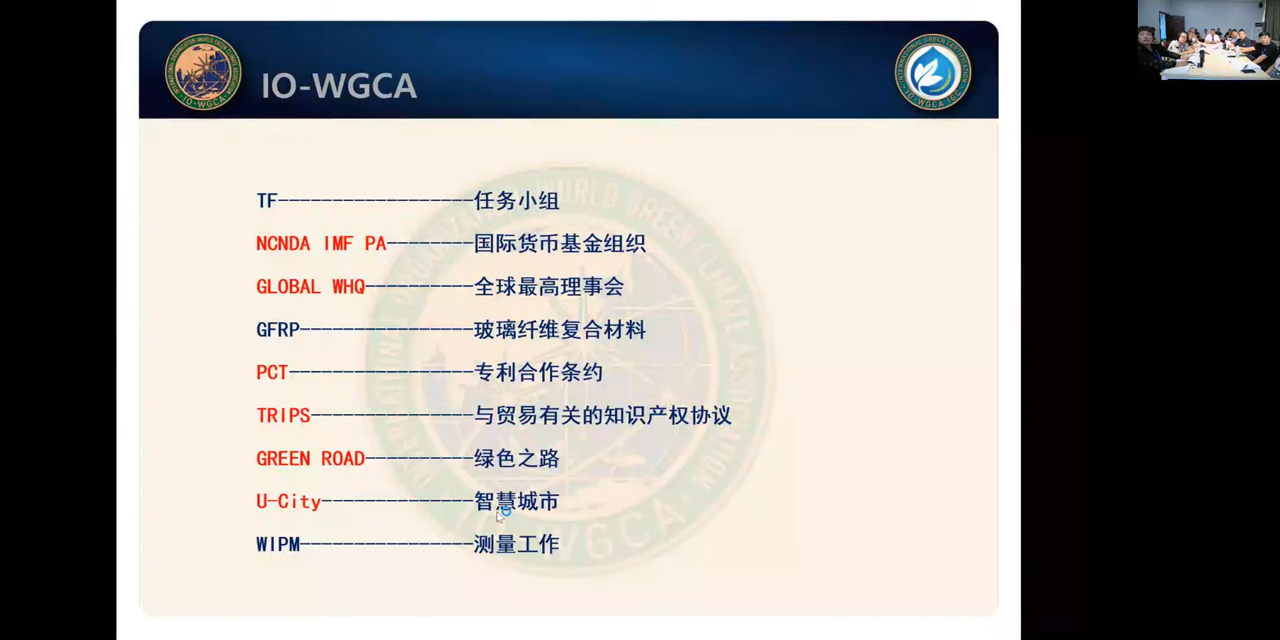 IO-WGCA
TF------------------任务小组
NCNDA IMF PA--------国际货币基金组织
GLOBAL WHQ----------全球最高理事会
GFRP----------------玻璃纤维复合材料
PCT-----------------专利合作条约
TRIPS---------------与贸易有关的知识产权协议
GREEN ROAD----------绿色之路
U-City--------------智慧城市
WIPM----------------测量工作